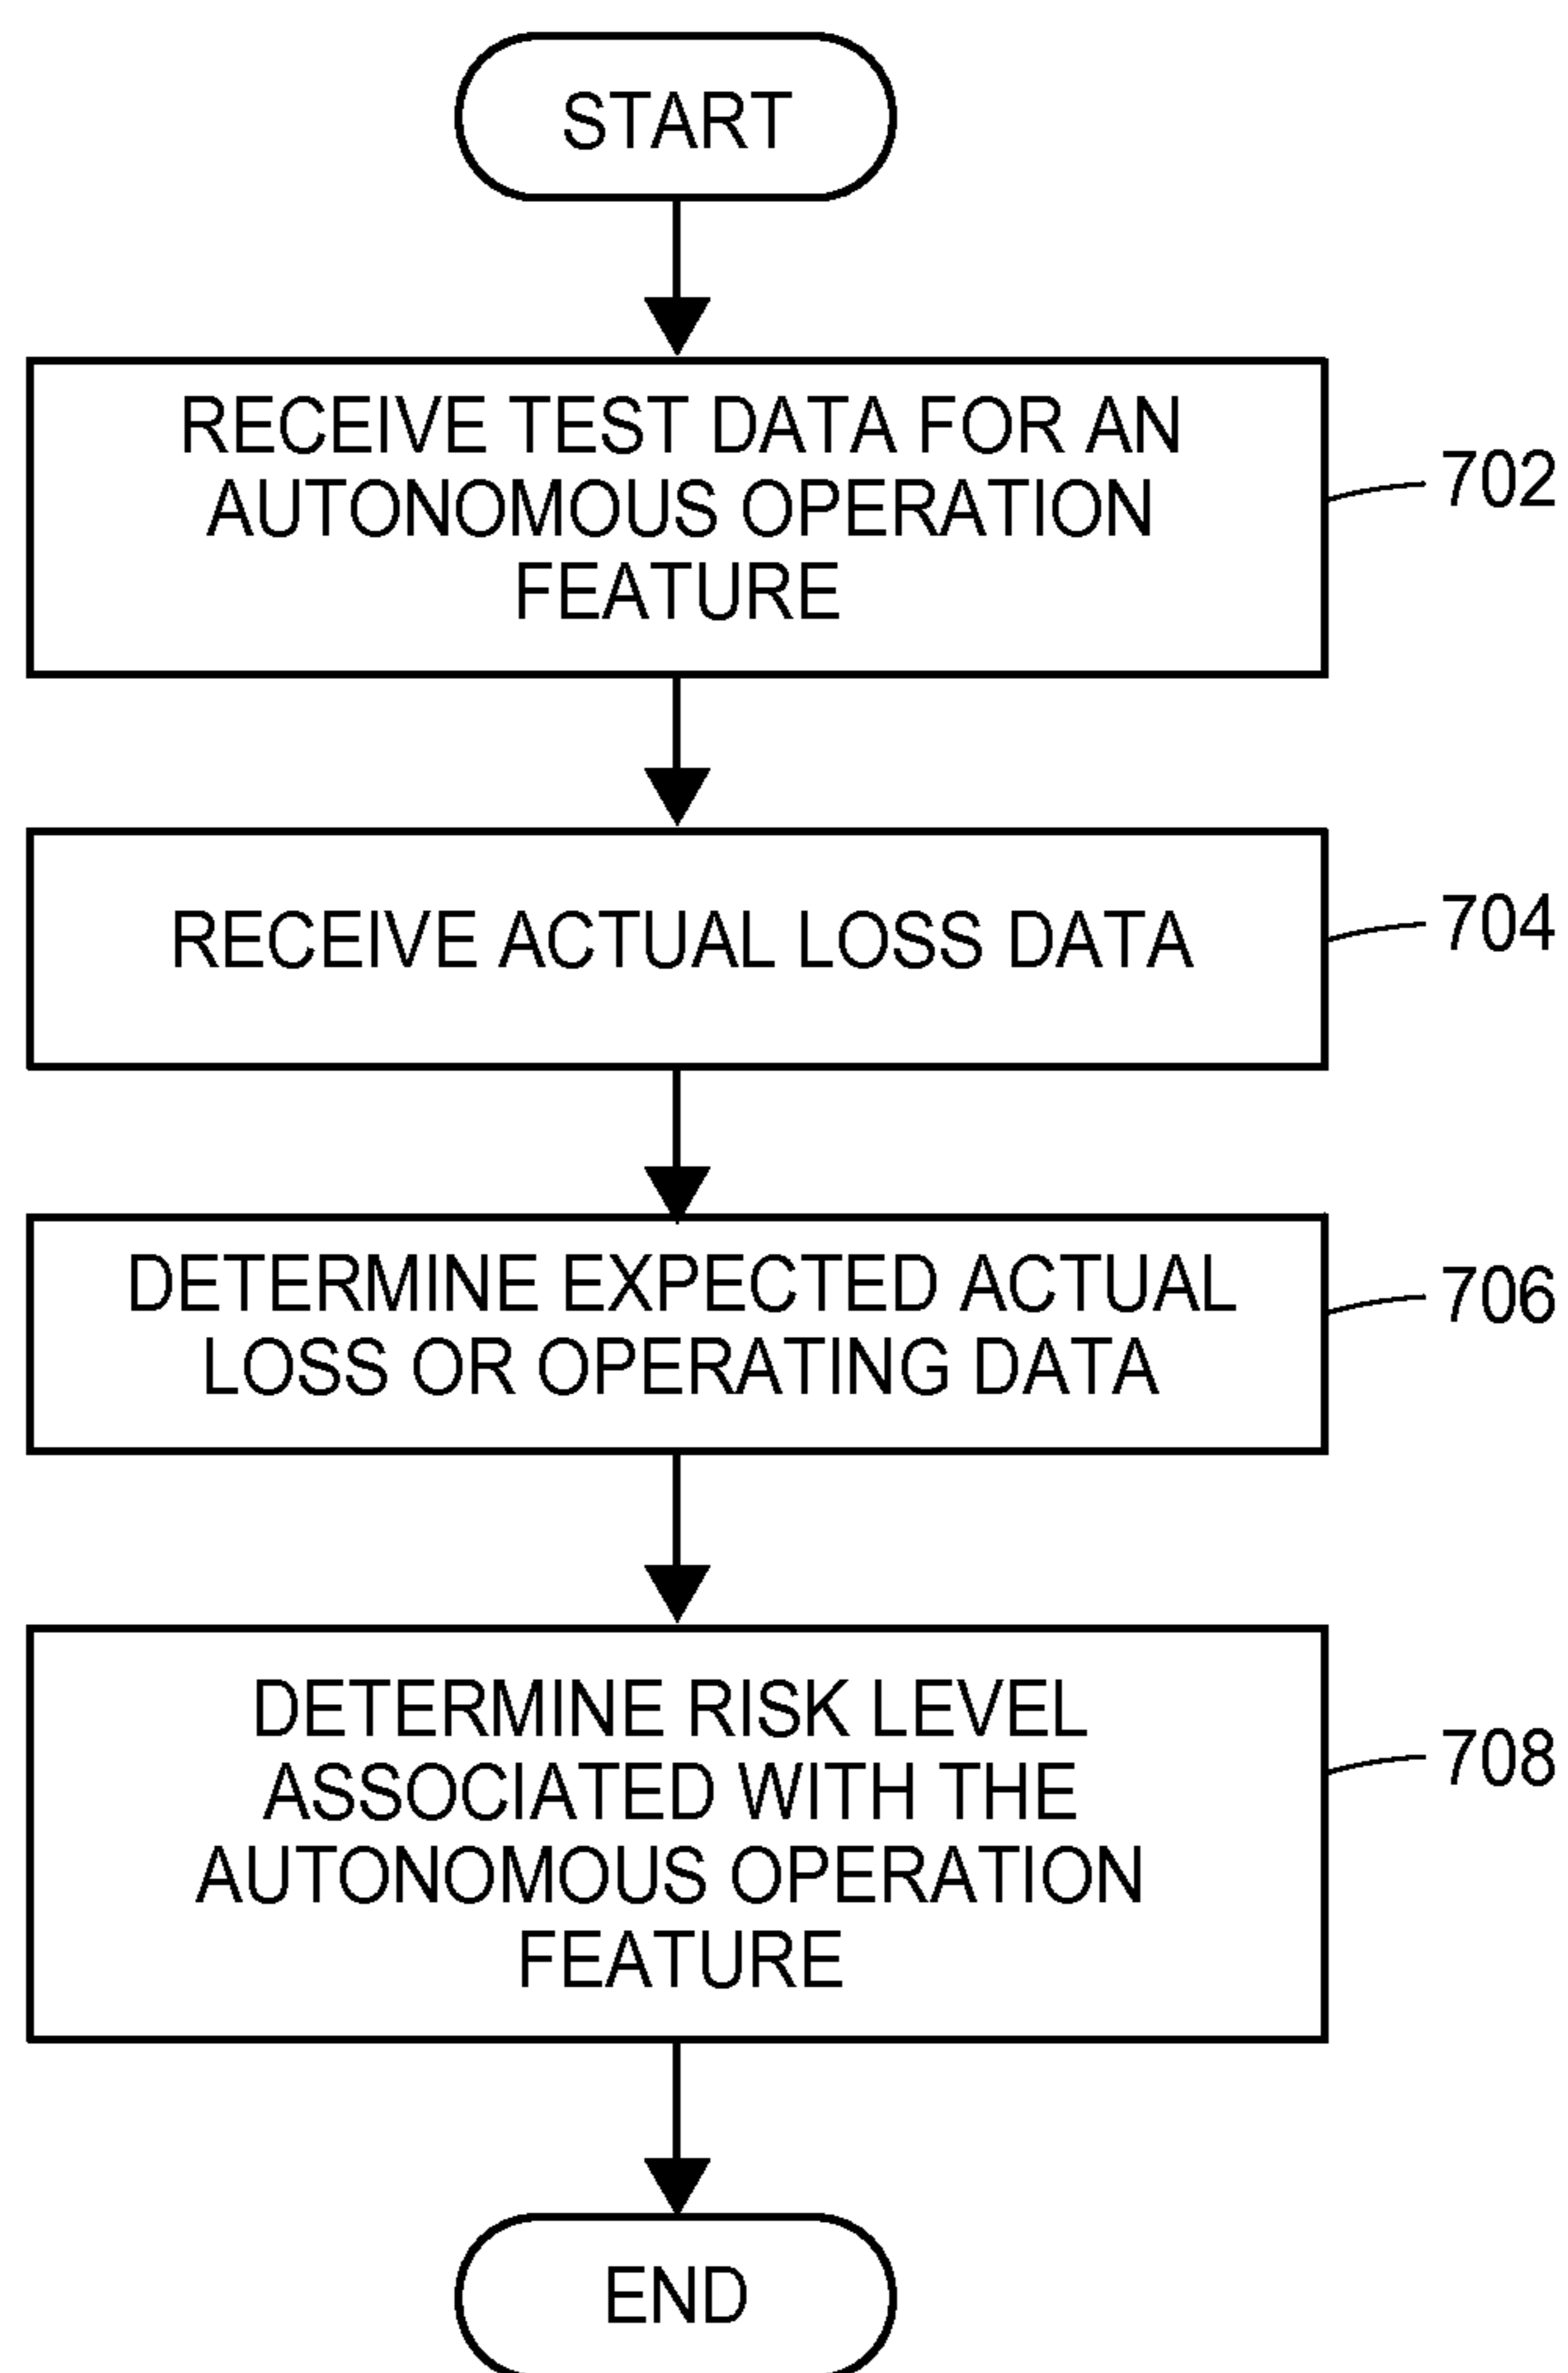 START
RECEIVE TEST DATA FOR AN
AUTONOMOUS OPERATION
FEATURE
702
RECEIVE ACTUAL LOSS DATA
704
DETERMINE EXPECTED ACTUAL
LOSS OR OPERATING DATA
706
DETERMINE RISK LEVEL
ASSOCIATED WITH THE
AUTONOMOUS OPERATION
FEATURE
708
END